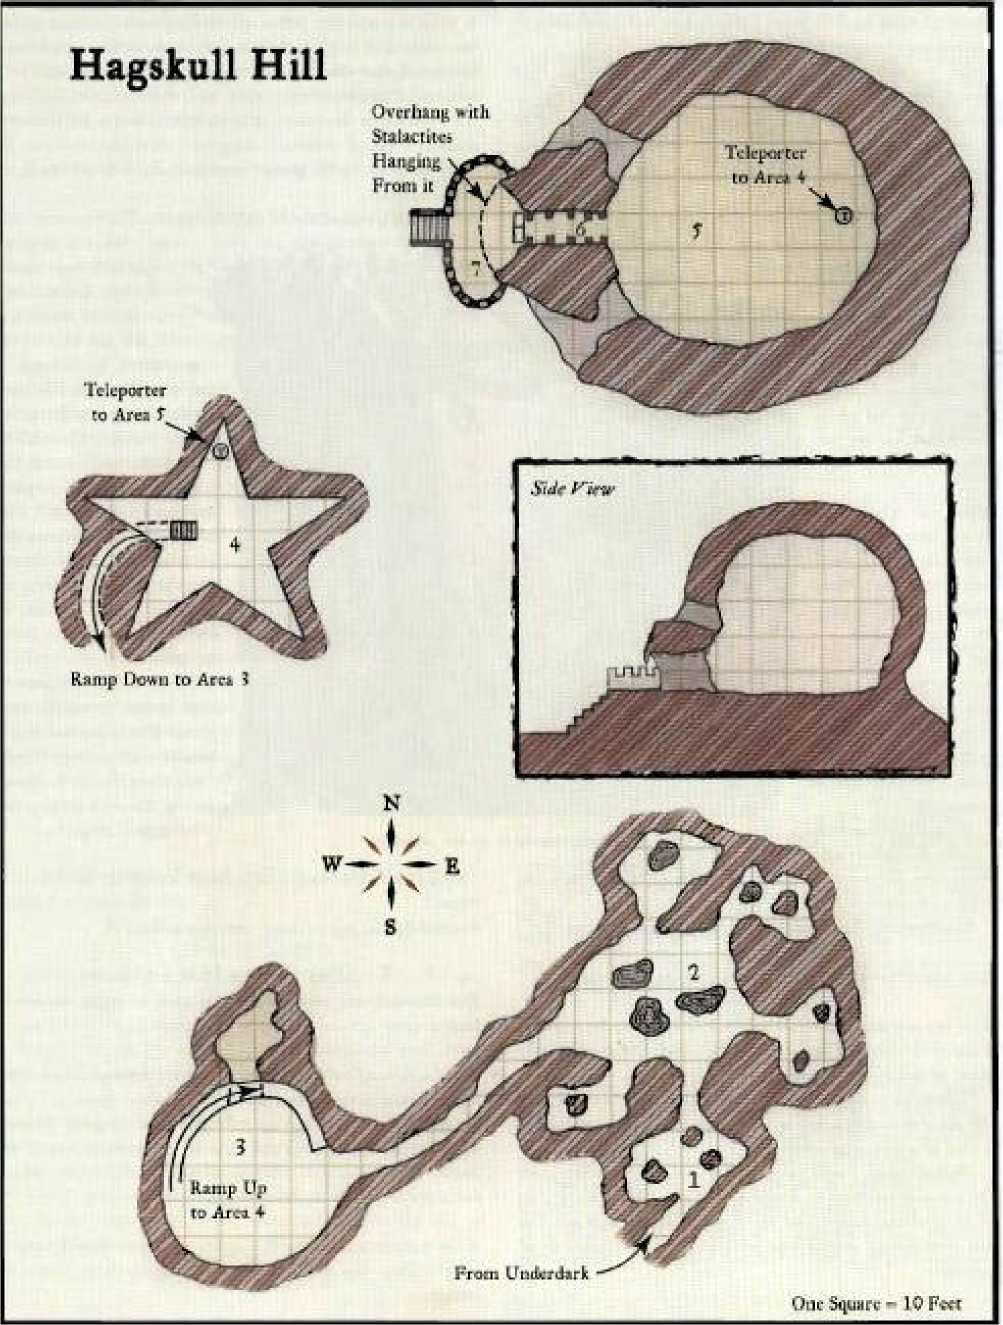 Hagskull Hill
Overhang with
Stalactites
Hanging
From it
Teleporter
to Area 4
T
5
6
7
Teleporter
to Area 5
T
4
Ramp Down to Area 3
Side View
N
W
E
S
2
3
Ramp Up
to Area 4
1
From Underdark
One Square = 10 Feet